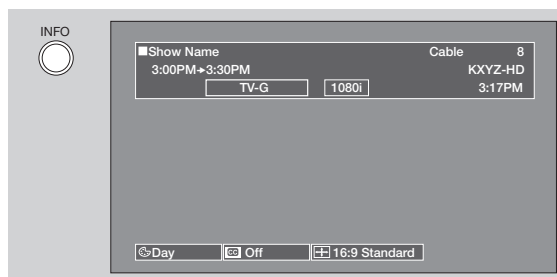 INFO
Show Name Cable 8
3:00PM➔3:30PM KXYZ-HD
TV-G 1080i 3:17PM
Day CC Off 16:9 Standard